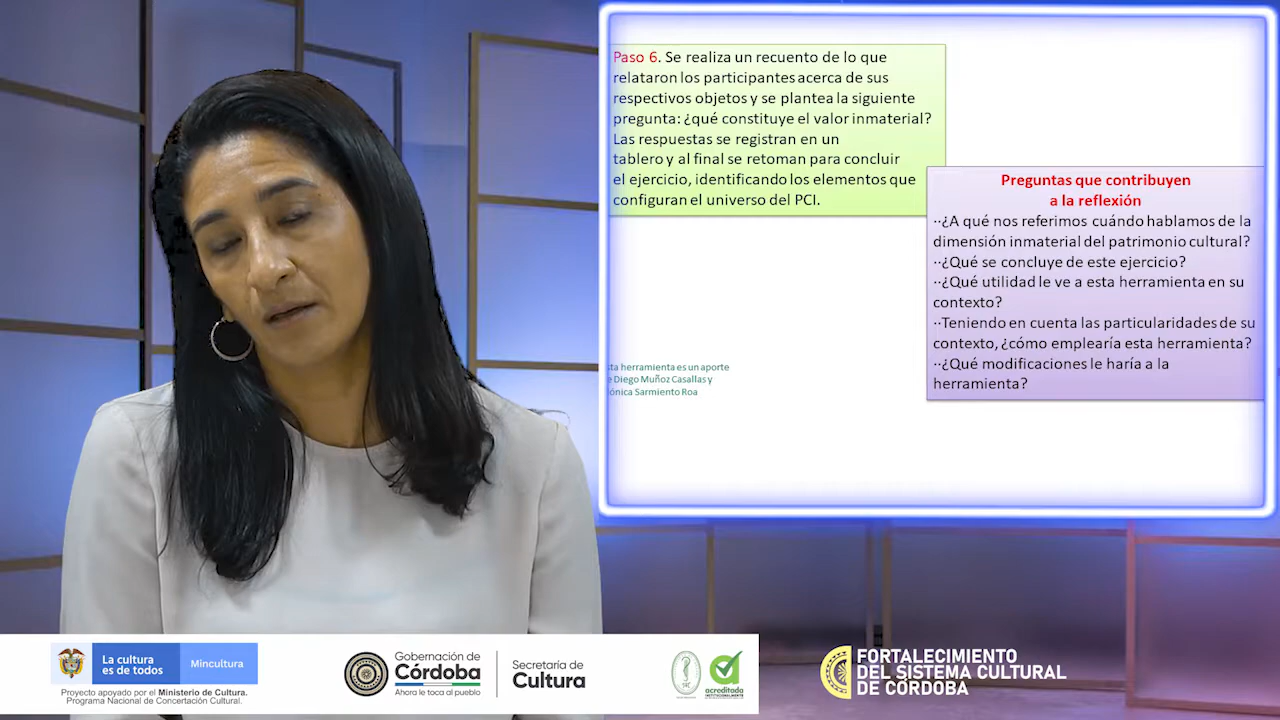 Paso 6. Se realiza un recuento de lo que
relataron los participantes acerca de sus
respectivos objetos y se plantea la siguiente
pregunta: ¿qué constituye el valor inmaterial?
Las respuestas se registran en un
tablero y al final se retoman para concluir
el ejercicio, identificando los elementos que
configuran el universo del PCI.
Preguntas que contribuyen
a la reflexión
··¿A qué nos referimos cuándo hablamos de la
dimensión inmaterial del patrimonio cultural?
··¿Qué se concluye de este ejercicio?
··¿Qué utilidad le ve a esta herramienta en su
contexto?
··Teniendo en cuenta las particularidades de su
contexto, ¿cómo emplearía esta herramienta?
··¿Qué modificaciones le haría a la
herramienta?
sta herramienta es un aporte
e Diego Muñoz Casallas y
ónica Sarmiento Roa
La cultura
es de todos
Mincultura
Proyecto apoyado por el Ministerio de Cultura.
Programa Nacional de Concertación Cultural.
Gobernación de
Córdoba
Ahora le toca al pueblo
Secretaría de
Cultura
acreditada
INSTITUCIONALMENTE
FORTALECIMIENTO
DEL SISTEMA CULTURAL
DE CÓRDOBA